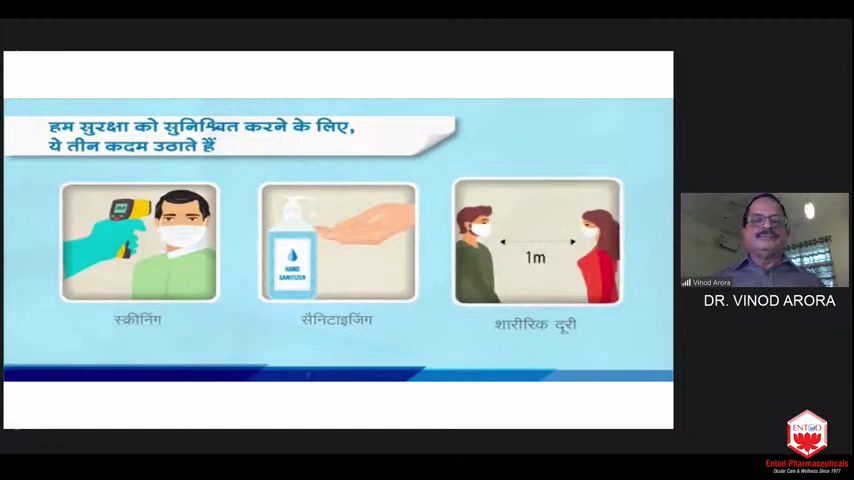 हम सुरक्षा को सुनिश्चित करने के लिए,
ये तीन कदम उठाते हैं
HAND
SANITIZER
1m
स्क्रीनिंग
सैनिटाइजिंग
शारीरिक दूरी
Vinod Arora
DR. VINOD ARORA
ENTOD
Entod Pharmaceuticals
Ocular Care & Wellness Since 1977